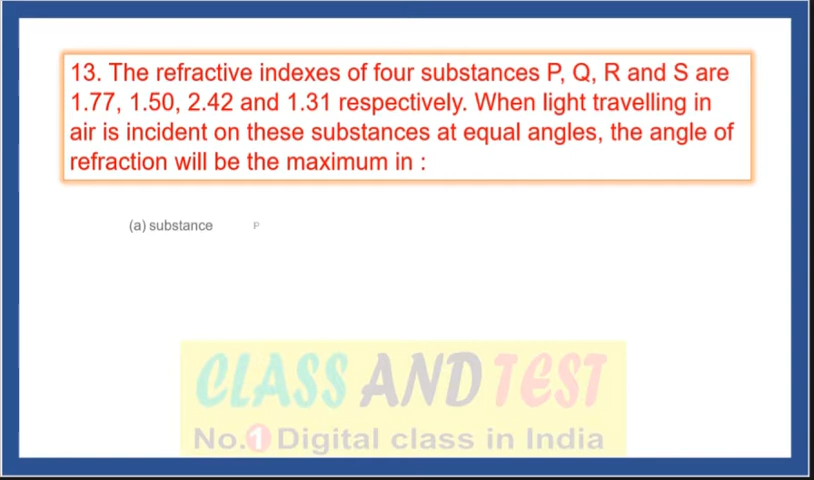 13. The refractive indexes of four substances P, Q, R and S are
1.77, 1.50, 2.42 and 1.31 respectively. When light travelling in
air is incident on these substances at equal angles, the angle of
refraction will be the maximum in :
(a) substance P
CLASS AND TEST
No.1 Digital class in India